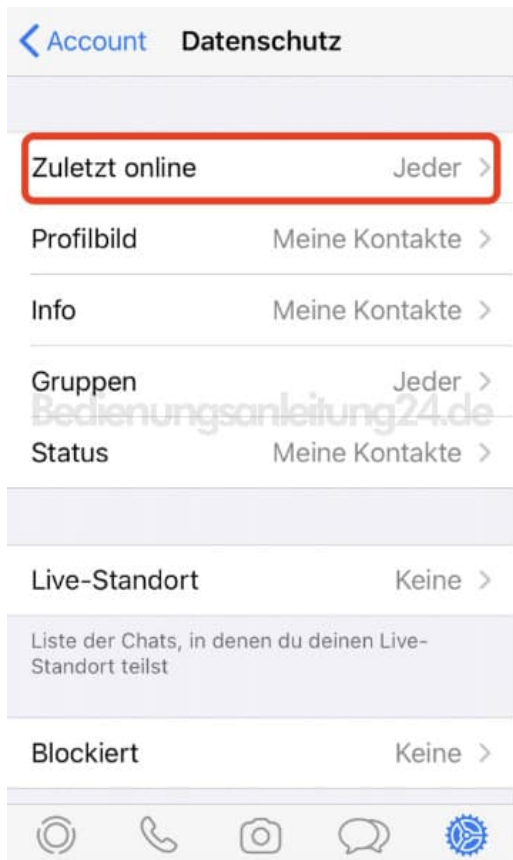 Account Datenschutz
Zuletzt online Jeder
Profilbild Meine Kontakte
Info Meine Kontakte
Gruppen Jeder
Bedienungsanleitung24.de
Status Meine Kontakte
Live-Standort Keine
Liste der Chats, in denen du deinen Live-
Standort teilst
Blockiert Keine